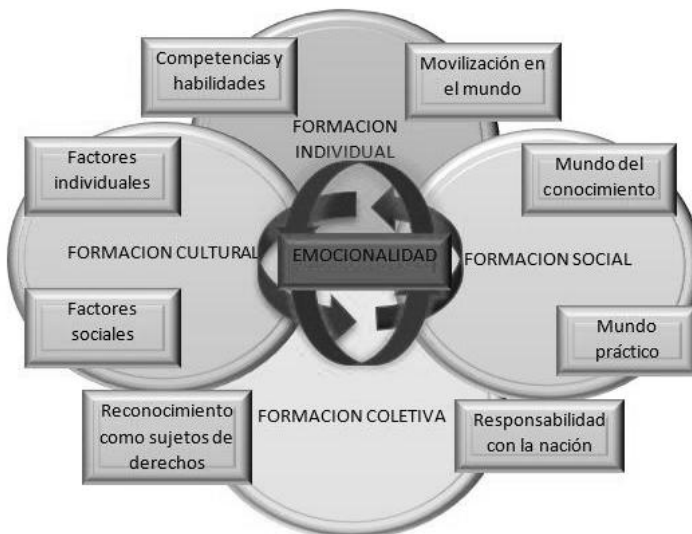 Competencias y
habilidades
Movilización en
el mundo
FORMACION
INDIVIDUAL
Factores
individuales
Mundo del
conocimiento
FORMACION CULTURAL
EMOCIONALIDAD
FORMACION SOCIAL
Factores
sociales
Mundo
práctico
Reconocimiento
como sujetos de
derechos
FORMACION COLETIVA
Responsabilidad
con la nación